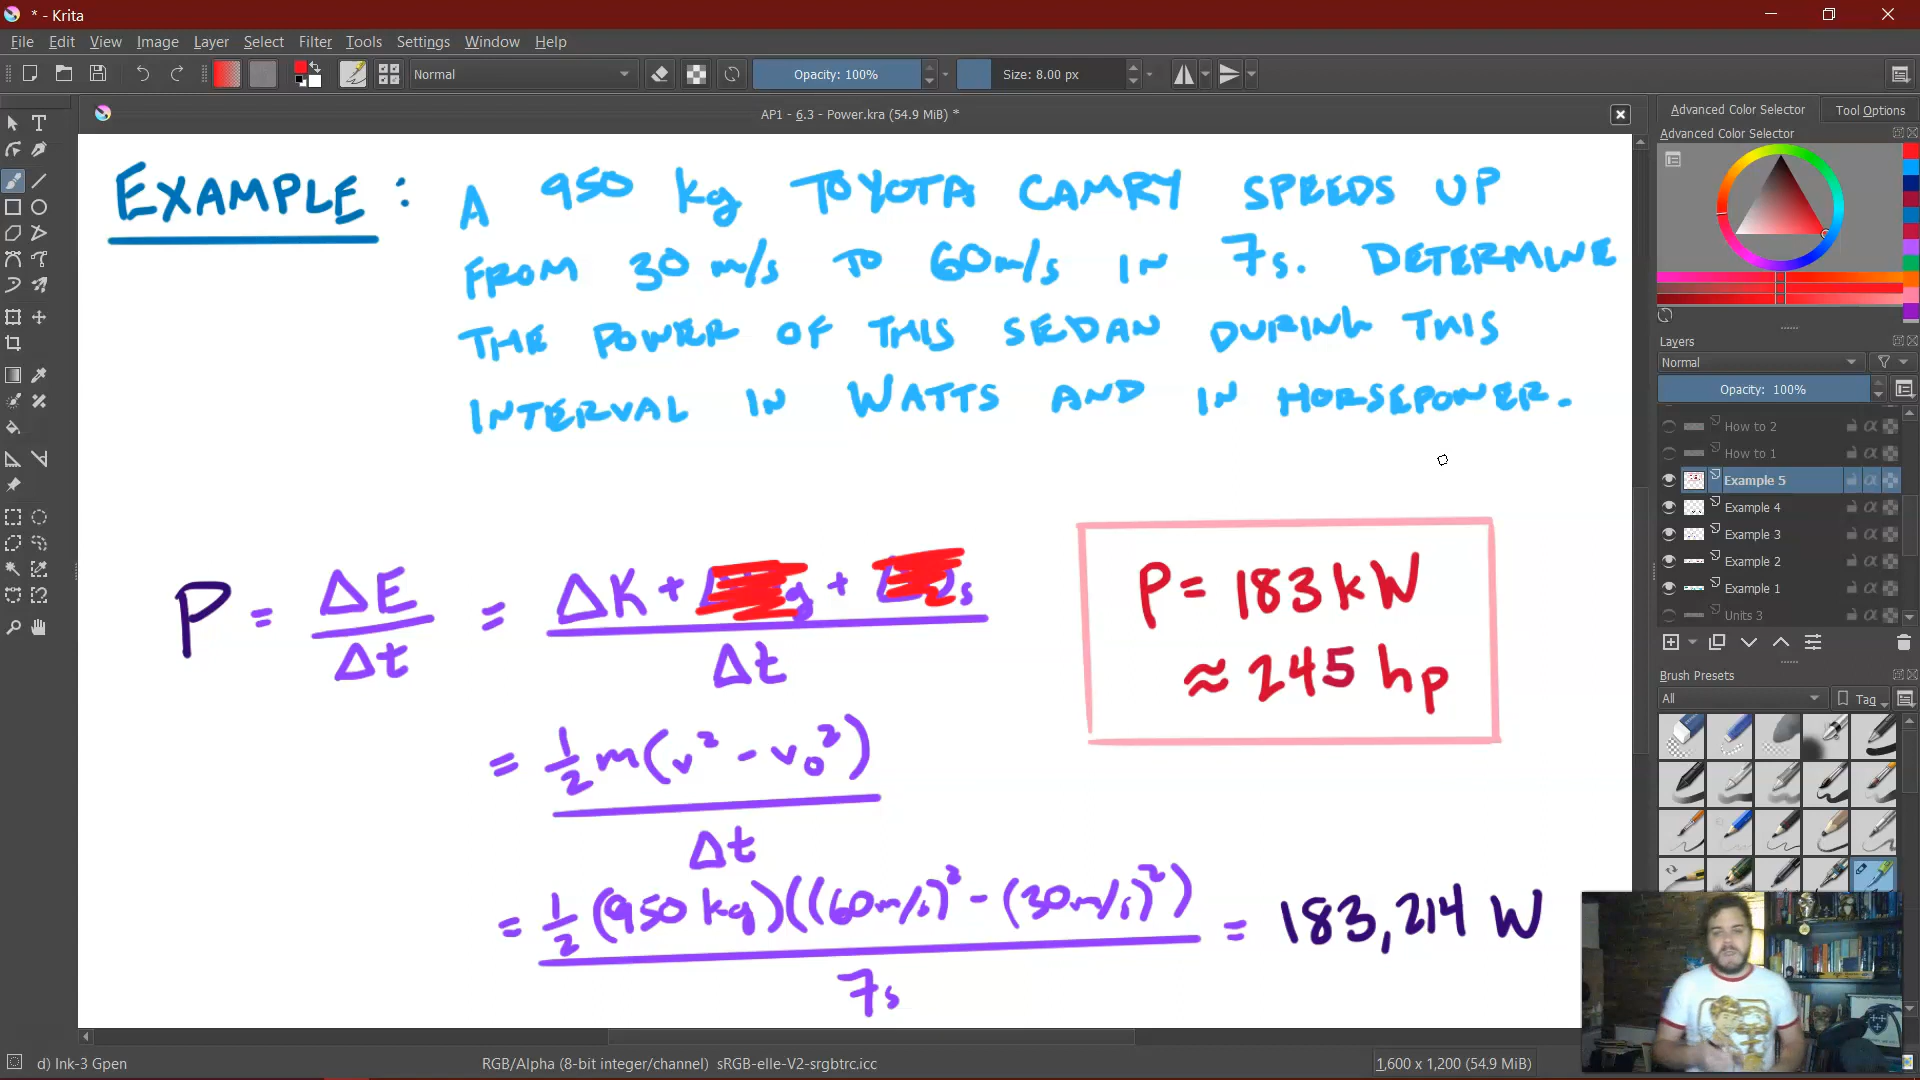 * - Krita
File Edit View Image Layer Select Filter Tools Settings Window Help
Normal Opacity: 100% Size: 8.00 px
AP1 - 6.3 - Power.kra (54.9 MiB) *
Advanced Color Selector Tool Options
Advanced Color Selector
EXAMPLE: A 950 kg TOYOTA CAMRY SPEEDS UP
FROM 30 m/s TO 60m/s IN 7s. DETERMINE
THE POWER OF THIS SEDAN DURING THIS
INTERVAL IN WATTS AND IN HORSEPOWER.
P = ΔE/Δt = (ΔK + g + s)/Δt
= ½m(v² - v₀²)/Δt
= ½(950 kg)((60m/s)² - (30m/s)²)/7s = 183,214 W
P = 183 kW
≈ 245 hp
Layers
Normal
Opacity: 100%
How to 2
How to 1
Example 5
Example 4
Example 3
Example 2
Example 1
Units 3
Brush Presets
All Tag
d) Ink-3 Gpen RGB/Alpha (8-bit integer/channel) sRGB-elle-V2-srgbtrc.icc 1,600 x 1,200 (54.9 MiB)